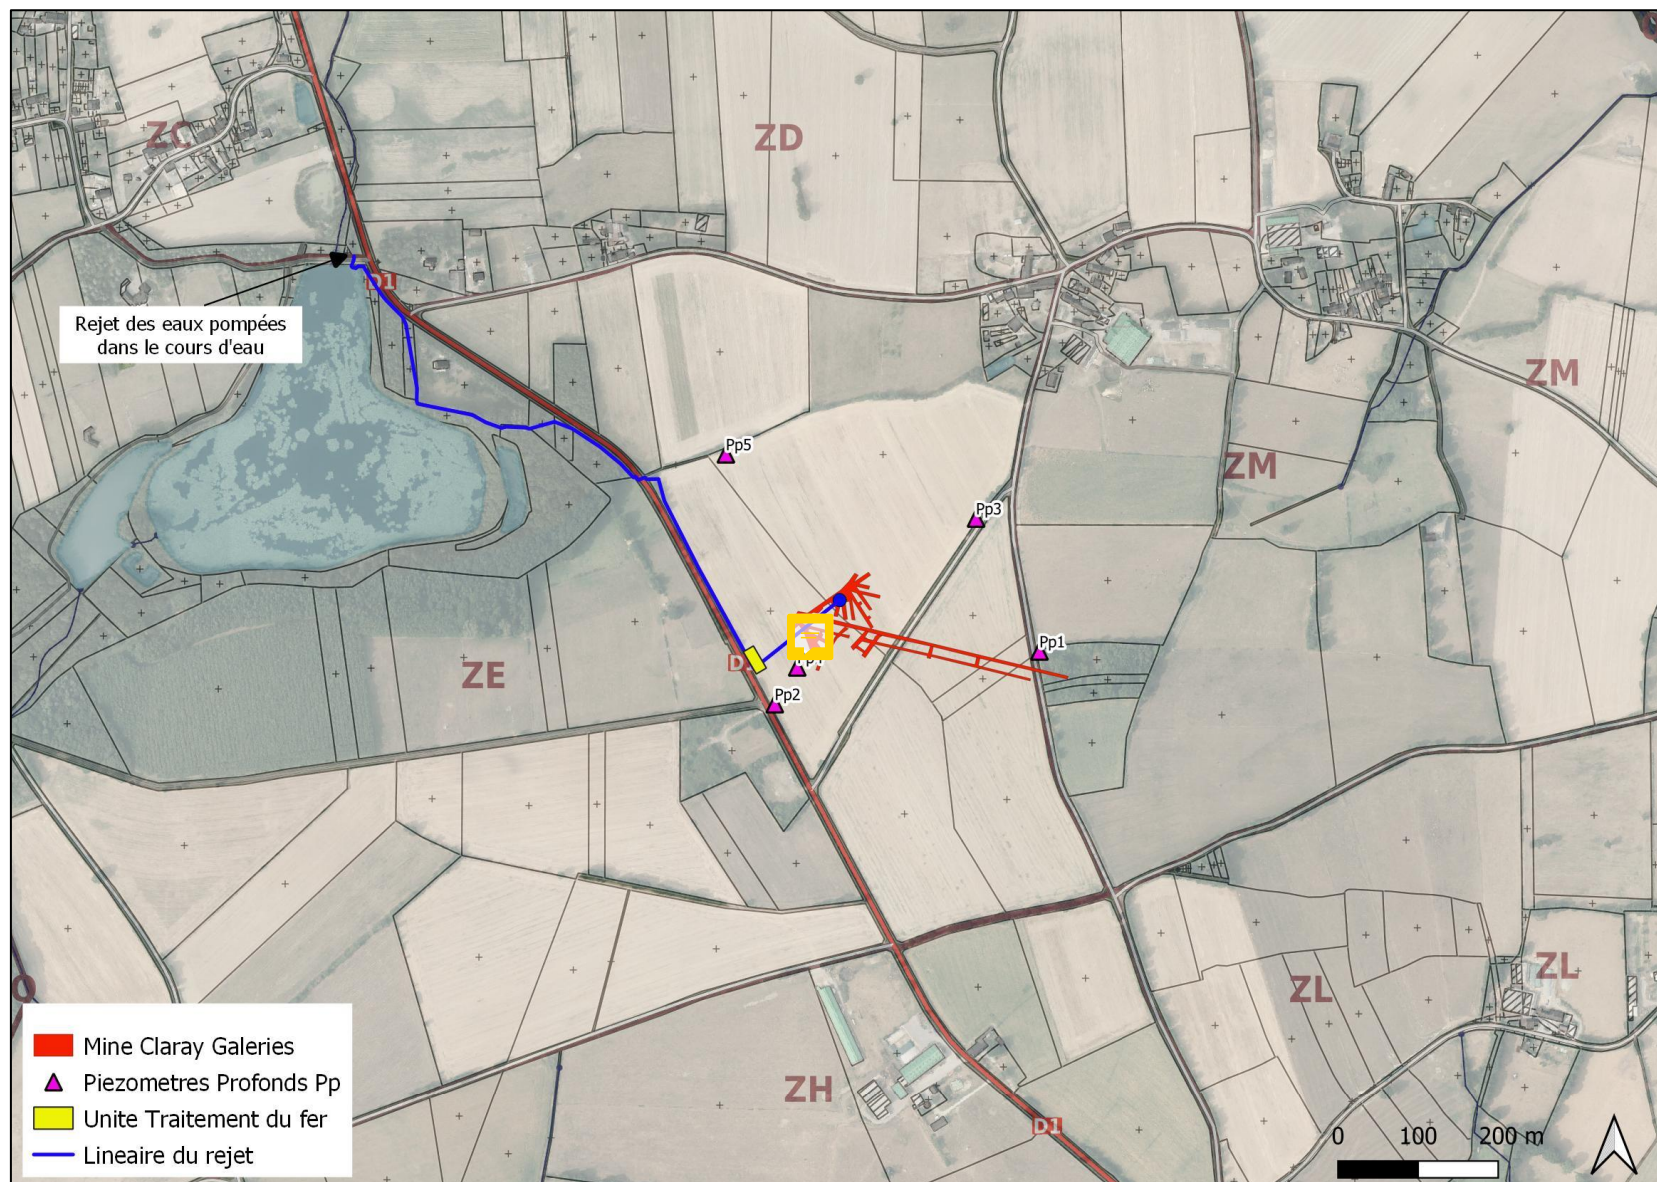 ZC
ZD
D1
Rejet des eaux pompées
dans le cours d'eau
ZM
Pp5
ZM
Pp3
Pp1
ZE
Pp2
ZL
ZL
Mine Claray Galeries
Piezometres Profonds Pp
Unite Traitement du fer
Lineaire du rejet
ZH
D1
0 100 200 m